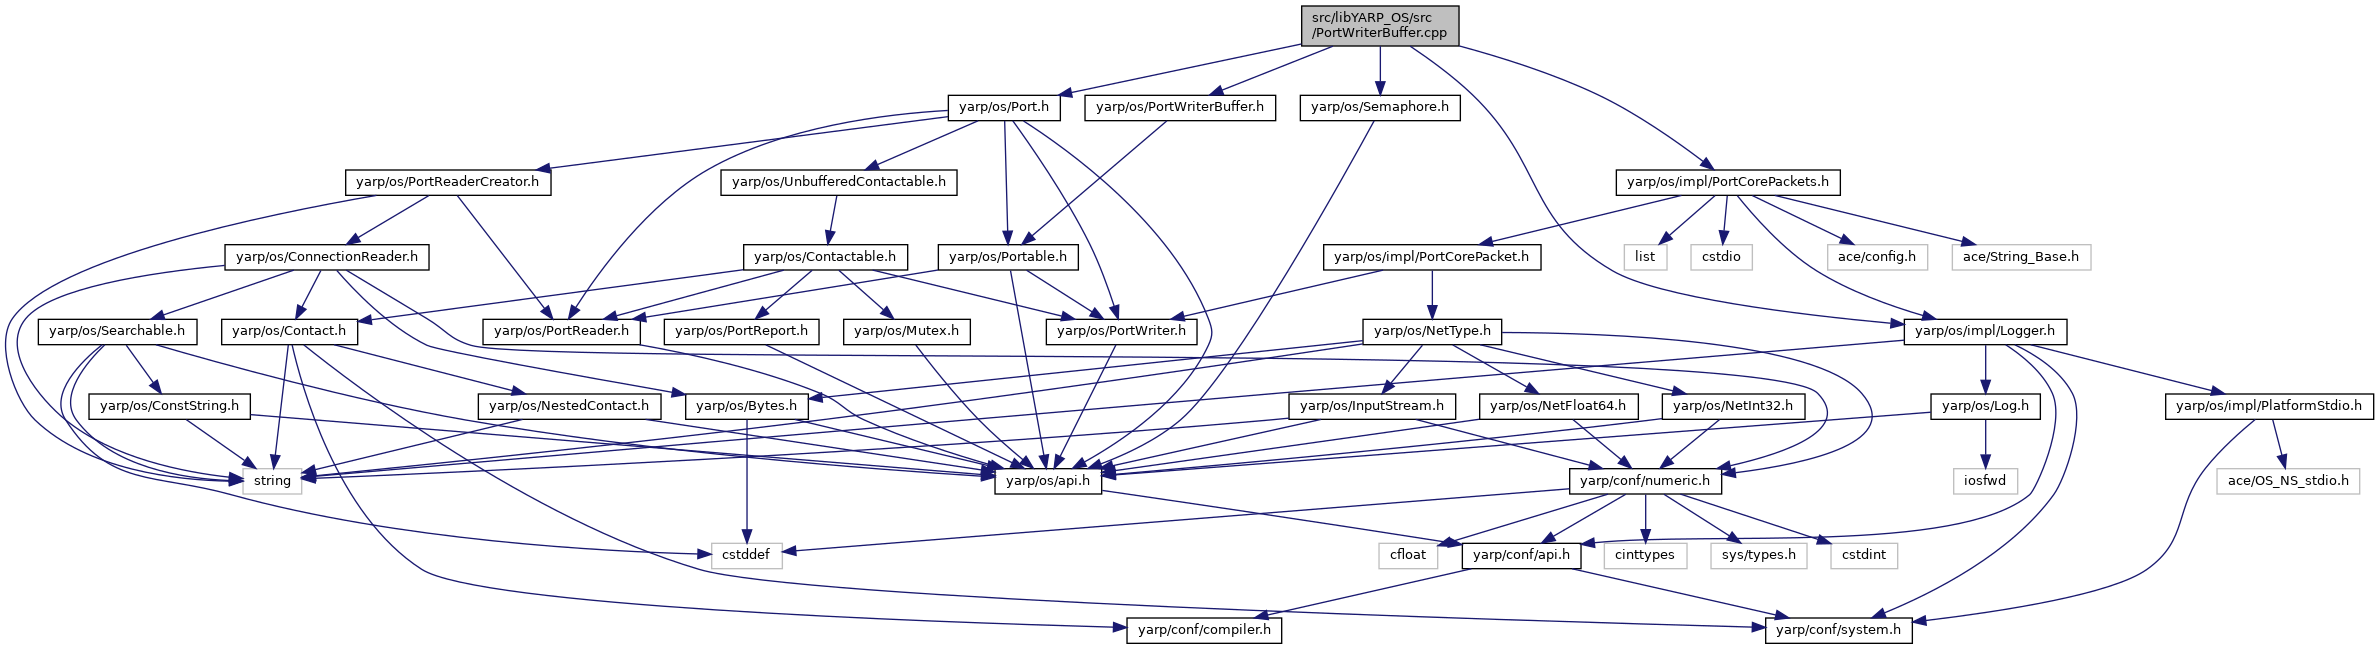 src/libYARP_OS/src
/PortWriterBuffer.cpp
yarp/os/Port.h
yarp/os/PortWriterBuffer.h
yarp/os/Semaphore.h
yarp/os/PortReaderCreator.h
yarp/os/UnbufferedContactable.h
yarp/os/impl/PortCorePackets.h
yarp/os/ConnectionReader.h
yarp/os/Contactable.h
yarp/os/Portable.h
yarp/os/impl/PortCorePacket.h
list
cstdio
ace/config.h
ace/String_Base.h
yarp/os/Searchable.h
yarp/os/Contact.h
yarp/os/PortReader.h
yarp/os/PortReport.h
yarp/os/Mutex.h
yarp/os/PortWriter.h
yarp/os/NetType.h
yarp/os/impl/Logger.h
yarp/os/ConstString.h
yarp/os/NestedContact.h
yarp/os/Bytes.h
yarp/os/InputStream.h
yarp/os/NetFloat64.h
yarp/os/NetInt32.h
yarp/os/Log.h
yarp/os/impl/PlatformStdio.h
string
yarp/os/api.h
yarp/conf/numeric.h
iosfwd
ace/OS_NS_stdio.h
cstddef
cfloat
yarp/conf/api.h
cinttypes
sys/types.h
cstdint
yarp/conf/compiler.h
yarp/conf/system.h